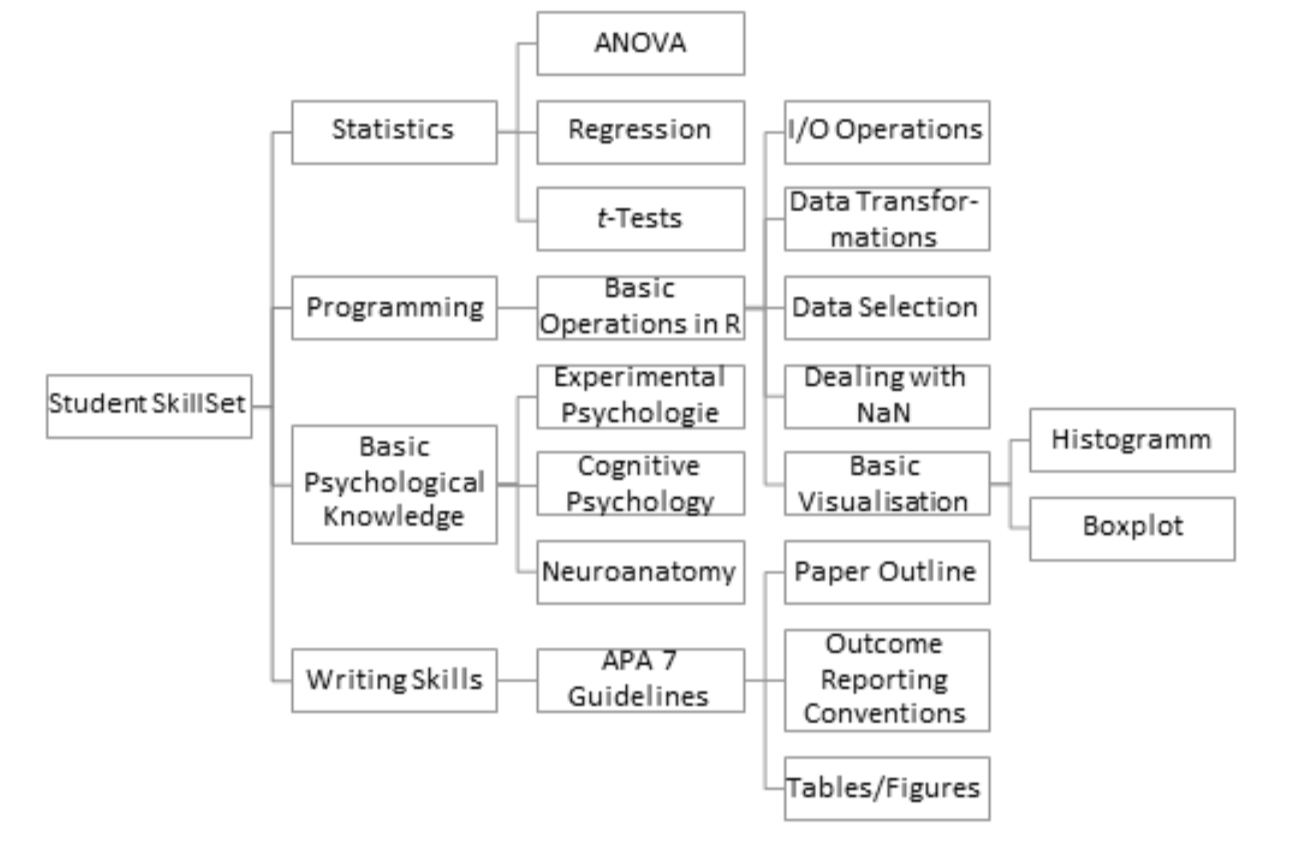 Student SkillSet
Statistics
ANOVA
Regression
t-Tests
Programming
Basic
Operations in R
I/O Operations
Data Transfor-
mations
Data Selection
Dealing with
NaN
Basic
Visualisation
Histogramm
Boxplot
Basic
Psychological
Knowledge
Experimental
Psychologie
Cognitive
Psychology
Neuroanatomy
Writing Skills
APA 7
Guidelines
Paper Outline
Outcome
Reporting
Conventions
Tables/Figures